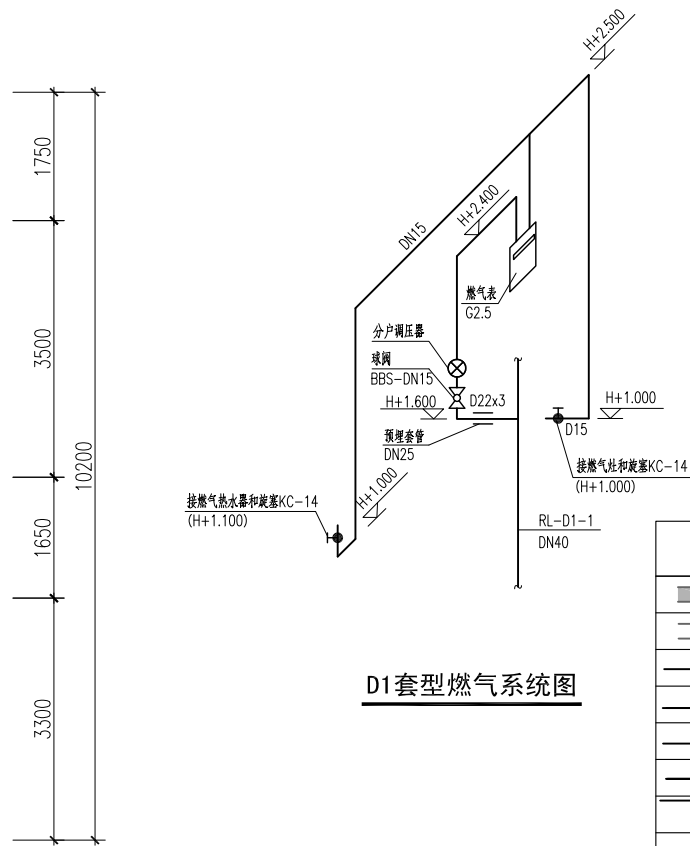 H+2.500
1750
DN15
H+2.400
燃气表
G2.5
3500
分户调压器
球阀
BBS-DN15
D22x3
H+1.600
H+1.000
D15
预埋套管
DN25
10200
接燃气灶和旋塞KC-14
(H+1.000)
接燃气热水器和旋塞KC-14
(H+1.100)
H+1.000
1650
RL-D1-1
DN40
D1套型燃气系统图
3300